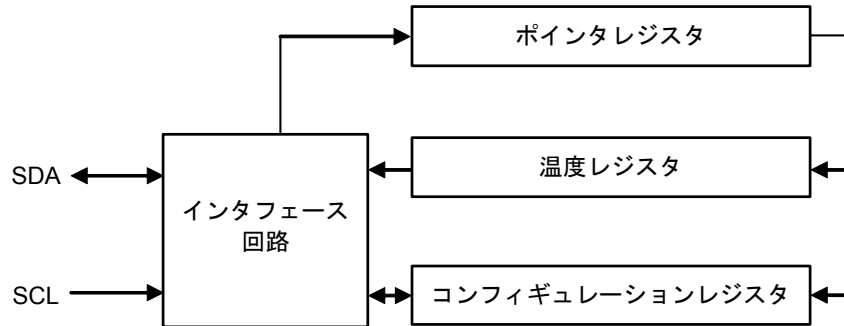 ポインタレジスタ
SDA
インタフェース
回路
温度レジスタ
SCL
コンフィギュレーションレジスタ